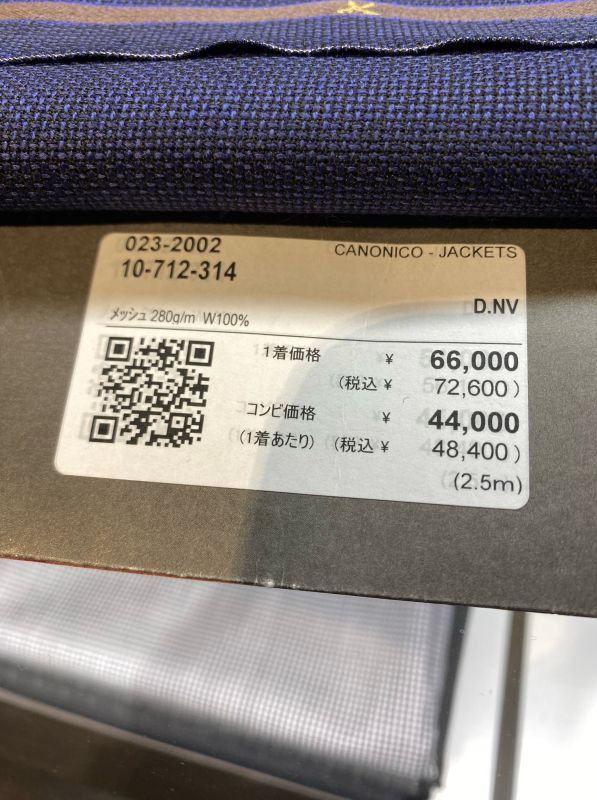 023-2002
CANONICO - JACKETS
10-712-314
D.NV
メッシュ 280g/m W100%
1着価格 ¥ 66,000
(税込 ¥ 72,600)
コンビ価格 ¥ 44,000
(1着あたり) (税込 ¥ 48,400)
(2.5m)